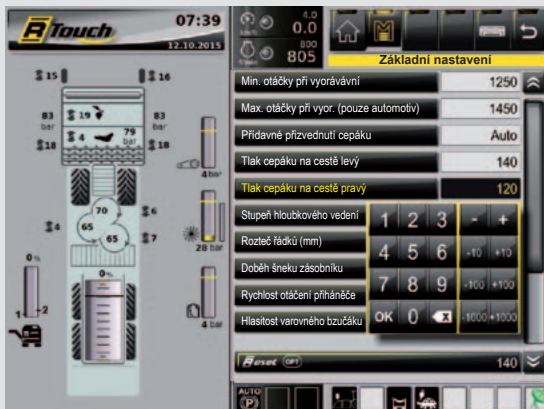 R Touch
07:39
12.10.2015
15
16
83
bar
19
83
bar
4
79
bar
18
18
70
65
65
4
6
7
0 %
0 %
1
2
4 bar
28 bar
4 bar
4.0
0.0
800
805
Základní nastavení
Min. otáčky při vyorávání 1250
Max. otáčky při vyor. (pouze automotiv) 1450
Přídavné přizvednutí cepáku Auto
Tlak cepáku na cestě levý 140
Tlak cepáku na cestě pravý 120
Stupeň hloubkového vedení
Rozteč řádků (mm)
Doběh šneku zásobníku
Rychlost otáčení přiháněče
Hlasitost varovného bzučáku
1 2 3 - +
4 5 6 -10 +10
7 8 9 -100 +100
OK 0 x -1000 +1000
Reset OPT 140
AUTO
(P)